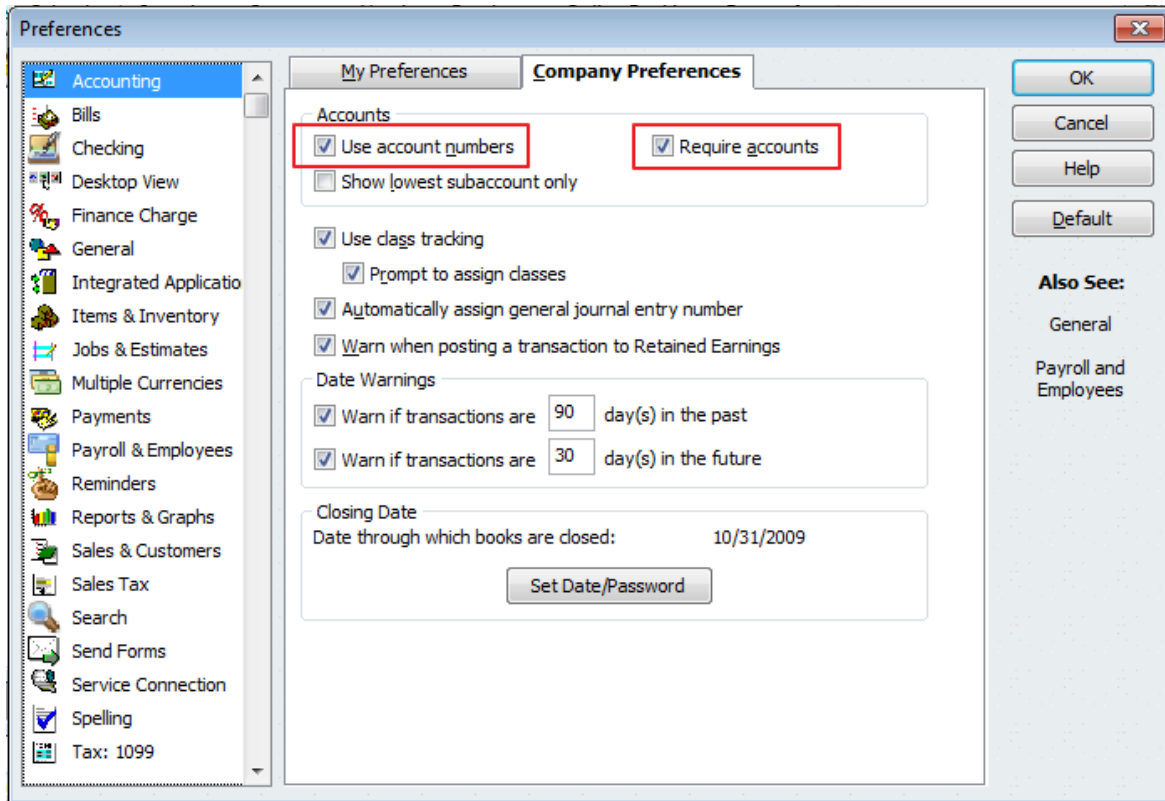 Preferences
Accounting
Bills
Checking
Desktop View
Finance Charge
General
Integrated Applicatio
Items & Inventory
Jobs & Estimates
Multiple Currencies
Payments
Payroll & Employees
Reminders
Reports & Graphs
Sales & Customers
Sales Tax
Search
Send Forms
Service Connection
Spelling
Tax: 1099
My Preferences
Company Preferences
Accounts
Use account numbers
Require accounts
Show lowest subaccount only
Use class tracking
Prompt to assign classes
Automatically assign general journal entry number
Warn when posting a transaction to Retained Earnings
Date Warnings
Warn if transactions are 90 day(s) in the past
Warn if transactions are 30 day(s) in the future
Closing Date
Date through which books are closed: 10/31/2009
Set Date/Password
OK
Cancel
Help
Default
Also See:
General
Payroll and
Employees